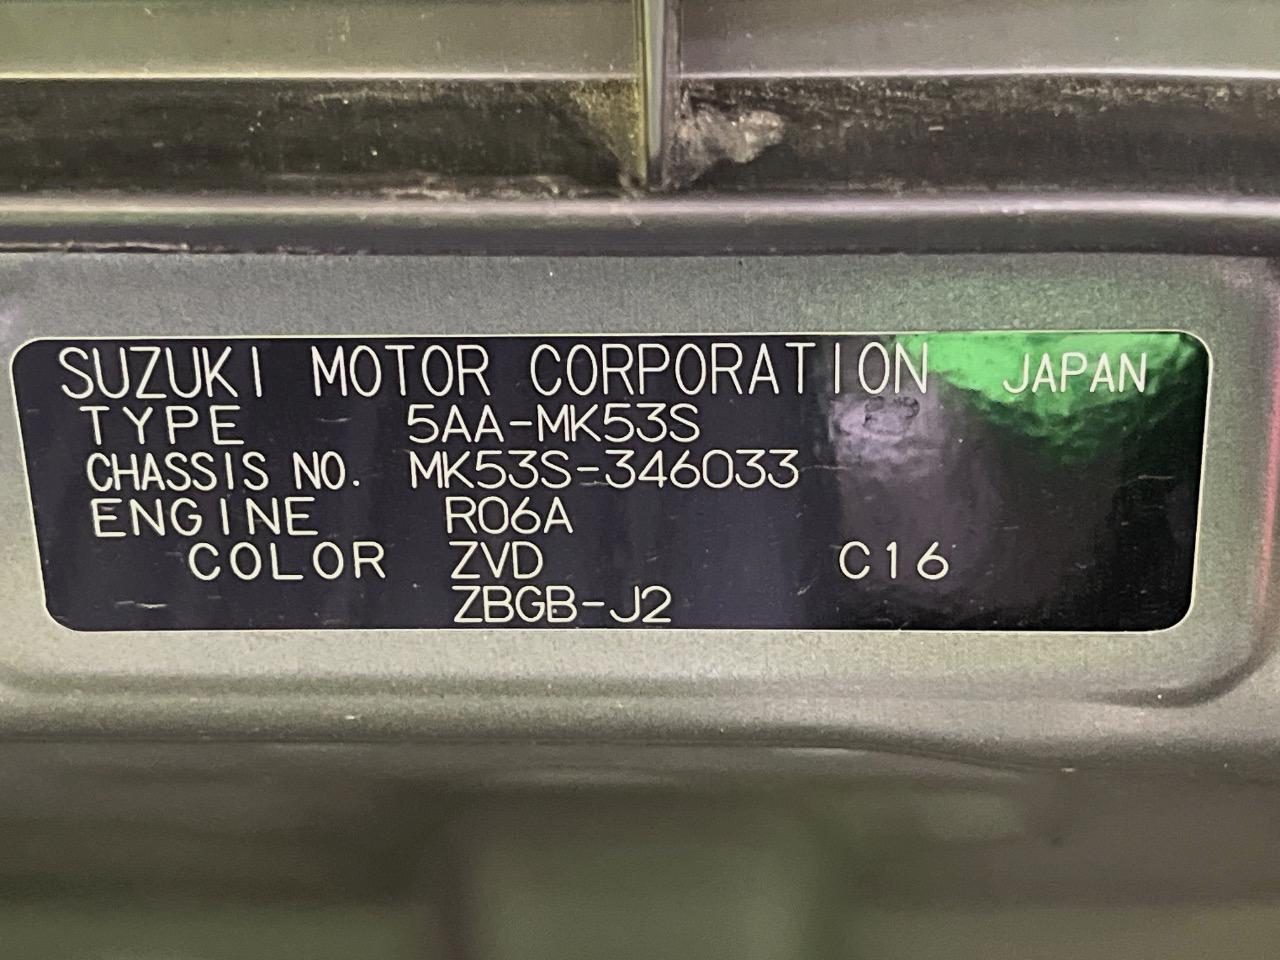 SUZUKI MOTOR CORPORATION JAPAN
TYPE 5AA-MK53S
CHASSIS NO. MK53S-346033
ENGINE R06A
COLOR ZVD C16
ZBGB-J2